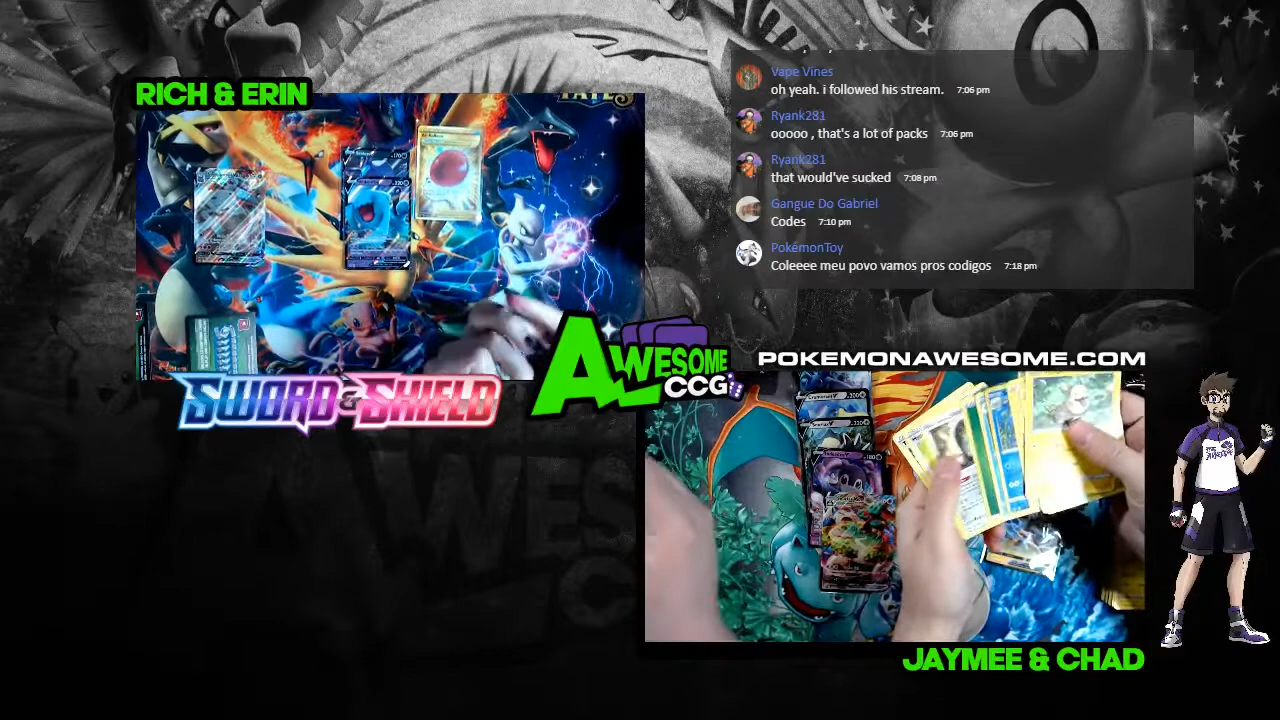 RICH & ERIN
Vape Vines
oh yeah. i followed his stream. 7:06 pm
Ryank281
ooooo , that's a lot of packs 7:06 pm
Ryank281
that would've sucked 7:08 pm
Gangue Do Gabriel
Codes 7:10 pm
PokémonToy
Coleeee meu povo vamos pros codigos 7:18 pm
SWORD & SHIELD
AWESOME
CCG
POKEMONAWESOME.COM
JAYMEE & CHAD